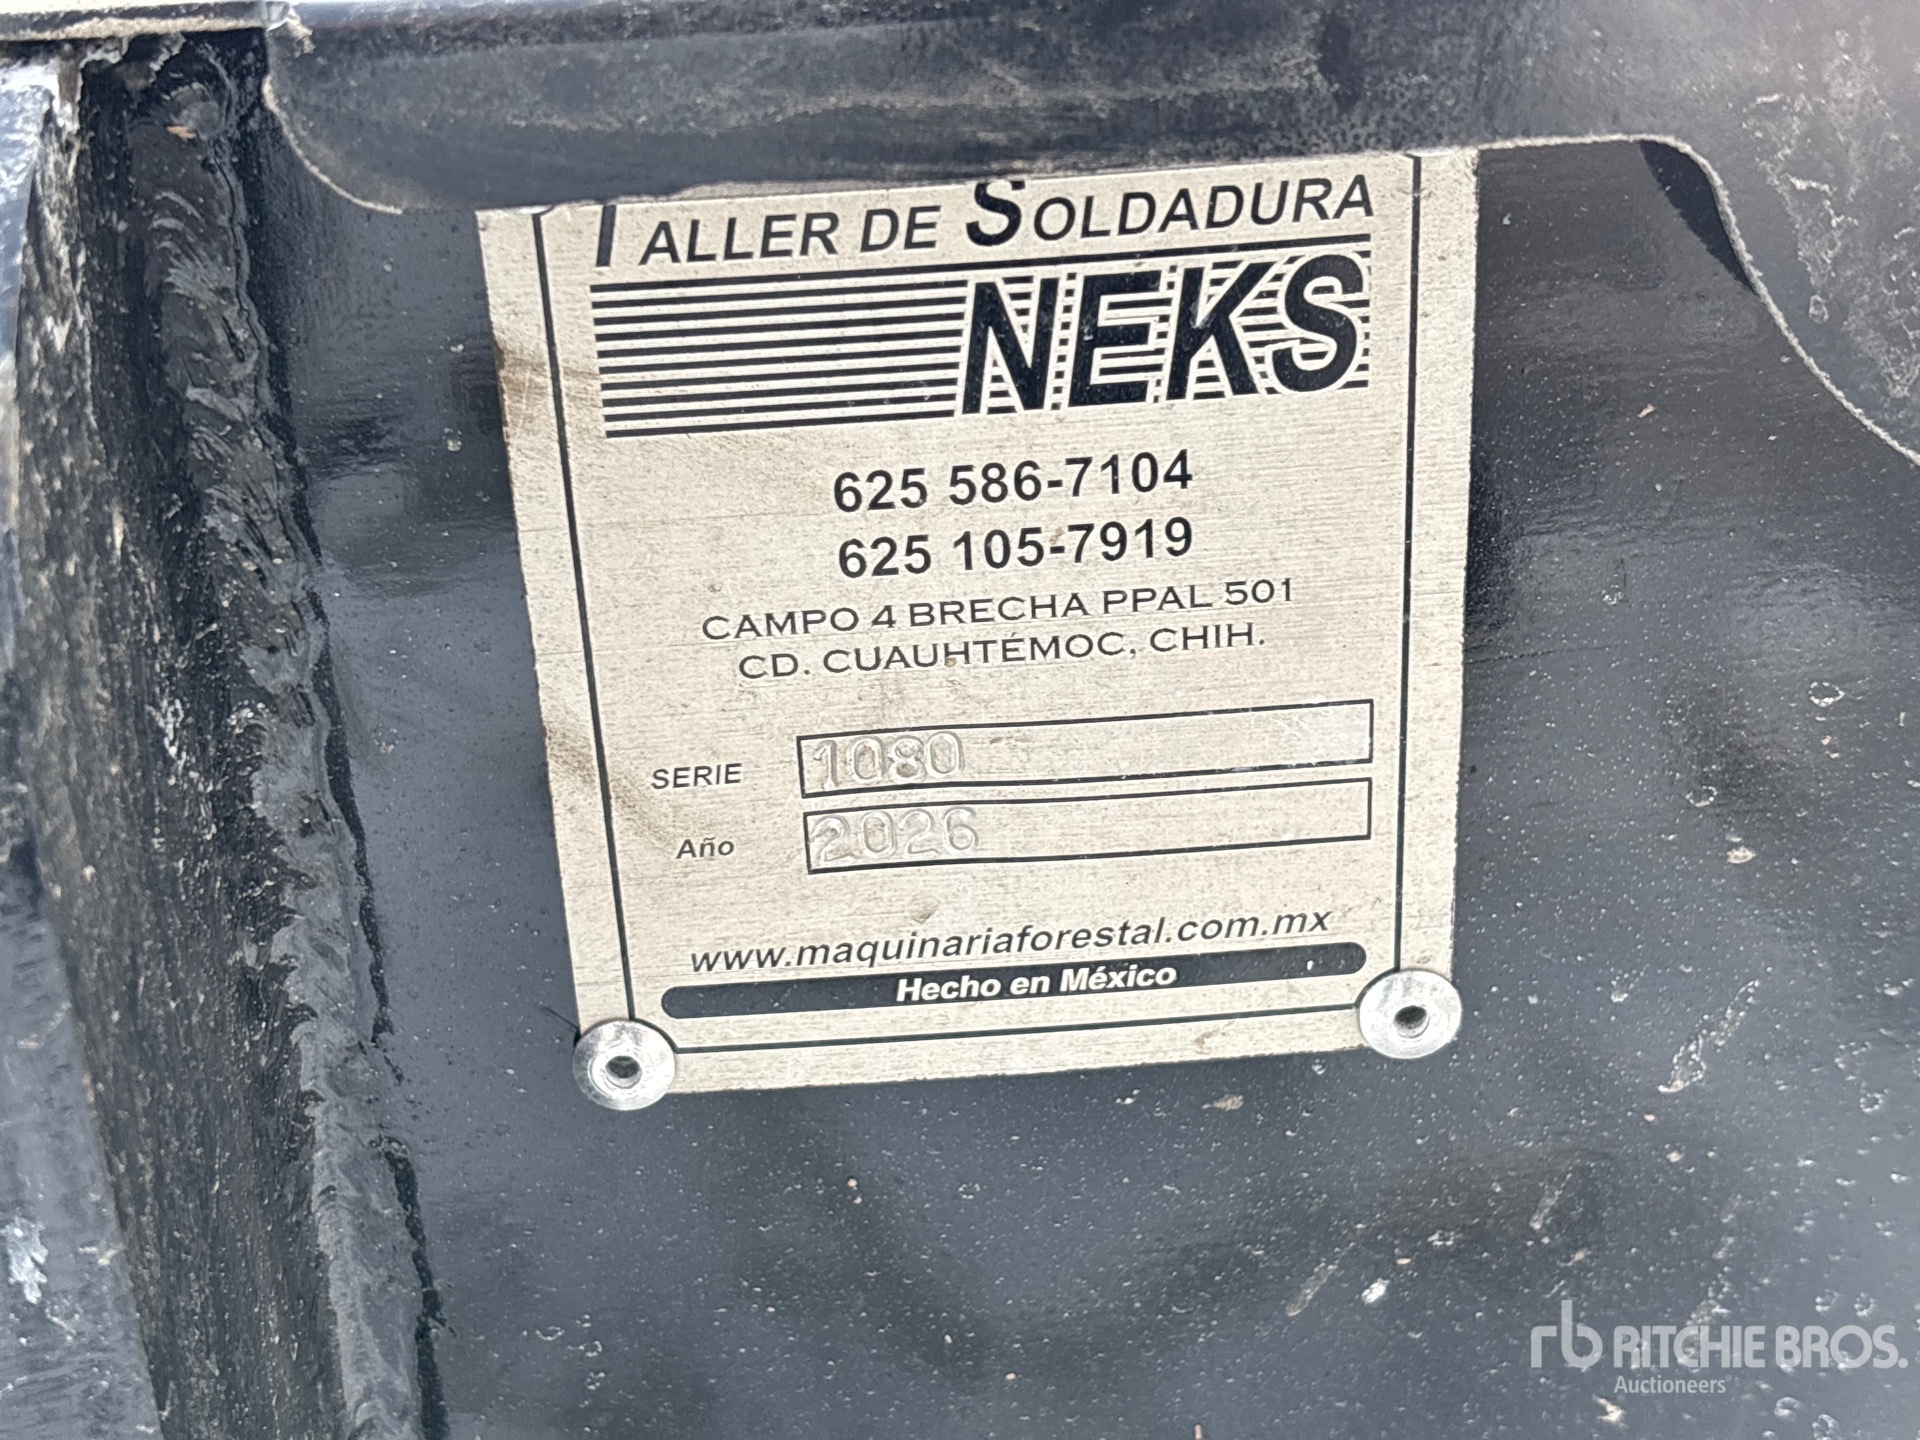 TALLER DE SOLDADURA
NEKS
625 586-7104
625 105-7919
CAMPO 4 BRECHA PPAL 501
CD. CUAUHTÉMOC, CHIH.
SERIE 1080
Año 2026
www.maquinariaforestal.com.mx
Hecho en México
rb RITCHIE BROS.
Auctioneers